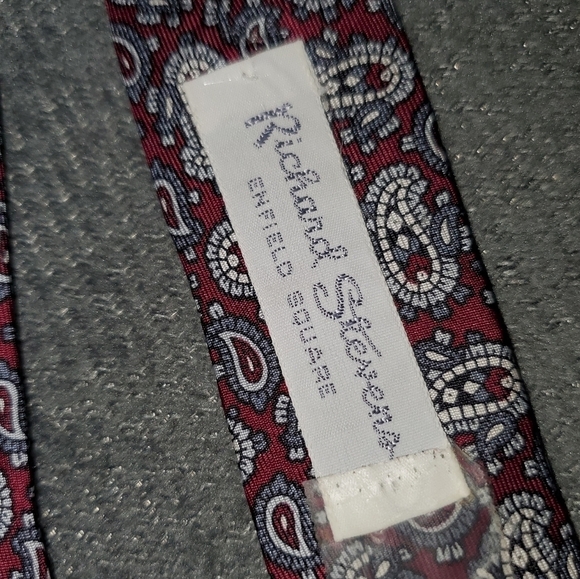 Richard Stevens
ENFIELD SQUARE